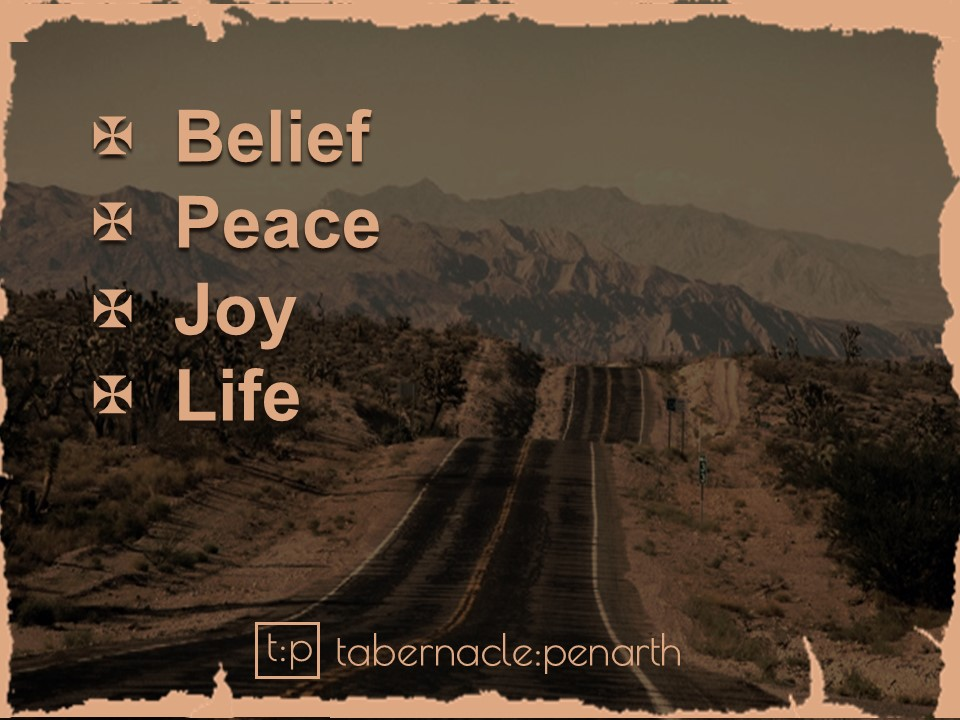 ✠ Belief
✠ Peace
✠ Joy
✠ Life
t:p tabernacle:penarth